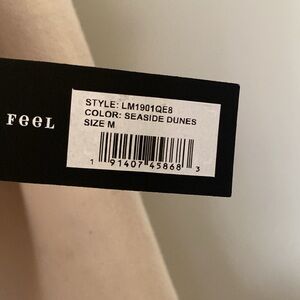 STYLE: LM1901QE8
COLOR: SEASIDE DUNES
SIZE M
FeeL
1 91407 45868 3